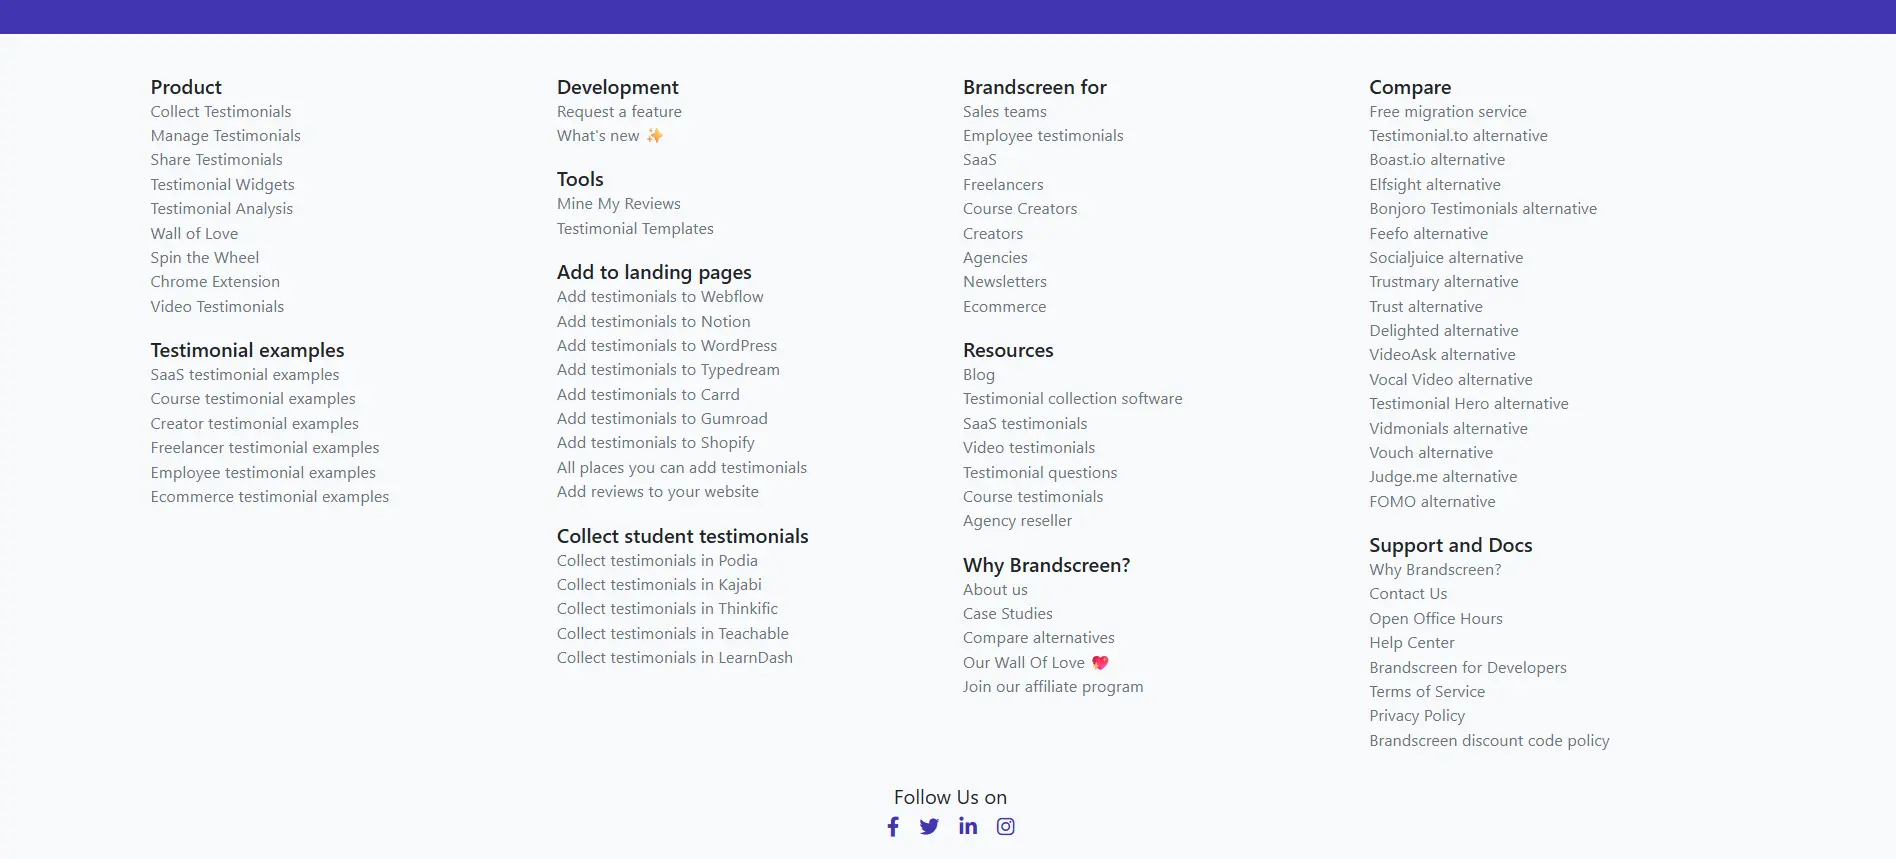 Product
Collect Testimonials
Manage Testimonials
Share Testimonials
Testimonial Widgets
Testimonial Analysis
Wall of Love
Spin the Wheel
Chrome Extension
Video Testimonials
Testimonial examples
SaaS testimonial examples
Course testimonial examples
Creator testimonial examples
Freelancer testimonial examples
Employee testimonial examples
Ecommerce testimonial examples
Development
Request a feature
What's new ✨
Tools
Mine My Reviews
Testimonial Templates
Add to landing pages
Add testimonials to Webflow
Add testimonials to Notion
Add testimonials to WordPress
Add testimonials to Typedream
Add testimonials to Carrd
Add testimonials to Gumroad
Add testimonials to Shopify
All places you can add testimonials
Add reviews to your website
Collect student testimonials
Collect testimonials in Podia
Collect testimonials in Kajabi
Collect testimonials in Thinkific
Collect testimonials in Teachable
Collect testimonials in LearnDash
Brandscreen for
Sales teams
Employee testimonials
SaaS
Freelancers
Course Creators
Creators
Agencies
Newsletters
Ecommerce
Resources
Blog
Testimonial collection software
SaaS testimonials
Video testimonials
Testimonial questions
Course testimonials
Agency reseller
Why Brandscreen?
About us
Case Studies
Compare alternatives
Our Wall Of Love 💖
Join our affiliate program
Compare
Free migration service
Testimonial.to alternative
Boast.io alternative
Elfsight alternative
Bonjoro Testimonials alternative
Feefo alternative
Socialjuice alternative
Trustmary alternative
Trust alternative
Delighted alternative
VideoAsk alternative
Vocal Video alternative
Testimonial Hero alternative
Vidmonials alternative
Vouch alternative
Judge.me alternative
FOMO alternative
Support and Docs
Why Brandscreen?
Contact Us
Open Office Hours
Help Center
Brandscreen for Developers
Terms of Service
Privacy Policy
Brandscreen discount code policy
Follow Us on